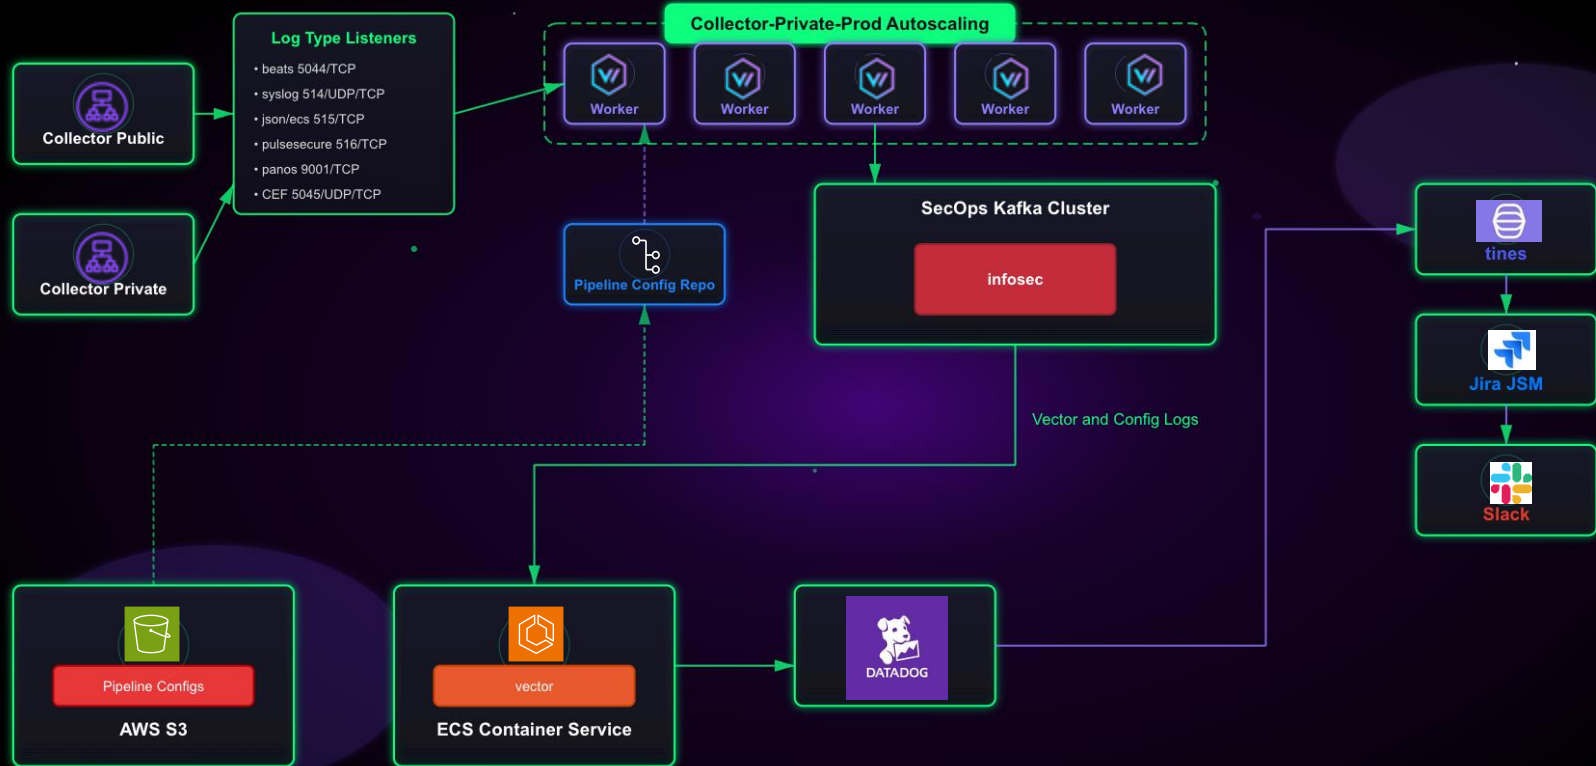 Collector-Private-Prod Autoscaling
Log Type Listeners
• beats 5044/TCP
• syslog 514/UDP/TCP
• json/ecs 515/TCP
• pulsesecure 516/TCP
• panos 9001/TCP
• CEF 5045/UDP/TCP
Collector Public
Collector Private
Worker
Worker
Worker
Worker
Worker
Pipeline Config Repo
SecOps Kafka Cluster
infosec
Vector and Config Logs
tines
Jira JSM
Slack
Pipeline Configs
AWS S3
vector
ECS Container Service
DATADOG